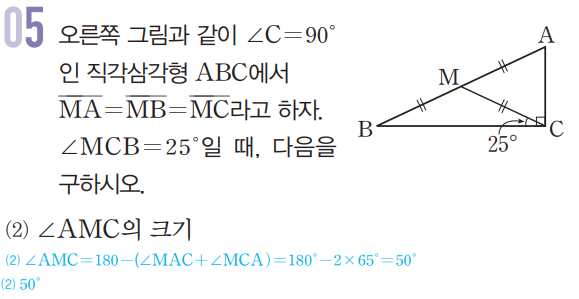 05 오른쪽 그림과 같이 ∠C=90°
인 직각삼각형 ABC에서
MA=MB=MC라고 하자.
∠MCB=25°일 때, 다음을
구하시오.
A
M
B
C
25°
(2) ∠AMC의 크기
(2) ∠AMC=180-(∠MAC+∠MCA)=180°-2×65°=50°
(2) 50°